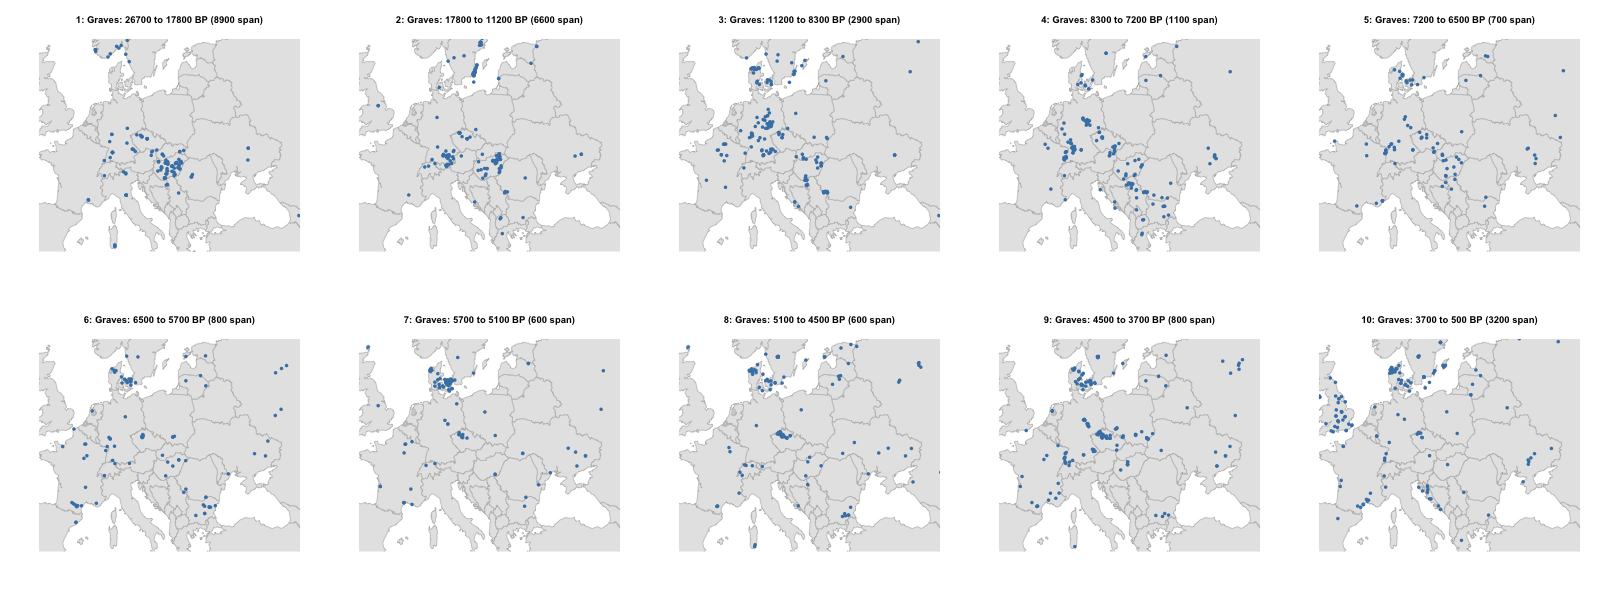 1: Graves: 26700 to 17800 BP (8900 span)
2: Graves: 17800 to 11200 BP (6600 span)
3: Graves: 11200 to 8300 BP (2900 span)
4: Graves: 8300 to 7200 BP (1100 span)
5: Graves: 7200 to 6500 BP (700 span)
6: Graves: 6500 to 5700 BP (800 span)
7: Graves: 5700 to 5100 BP (600 span)
8: Graves: 5100 to 4500 BP (600 span)
9: Graves: 4500 to 3700 BP (800 span)
10: Graves: 3700 to 500 BP (3200 span)